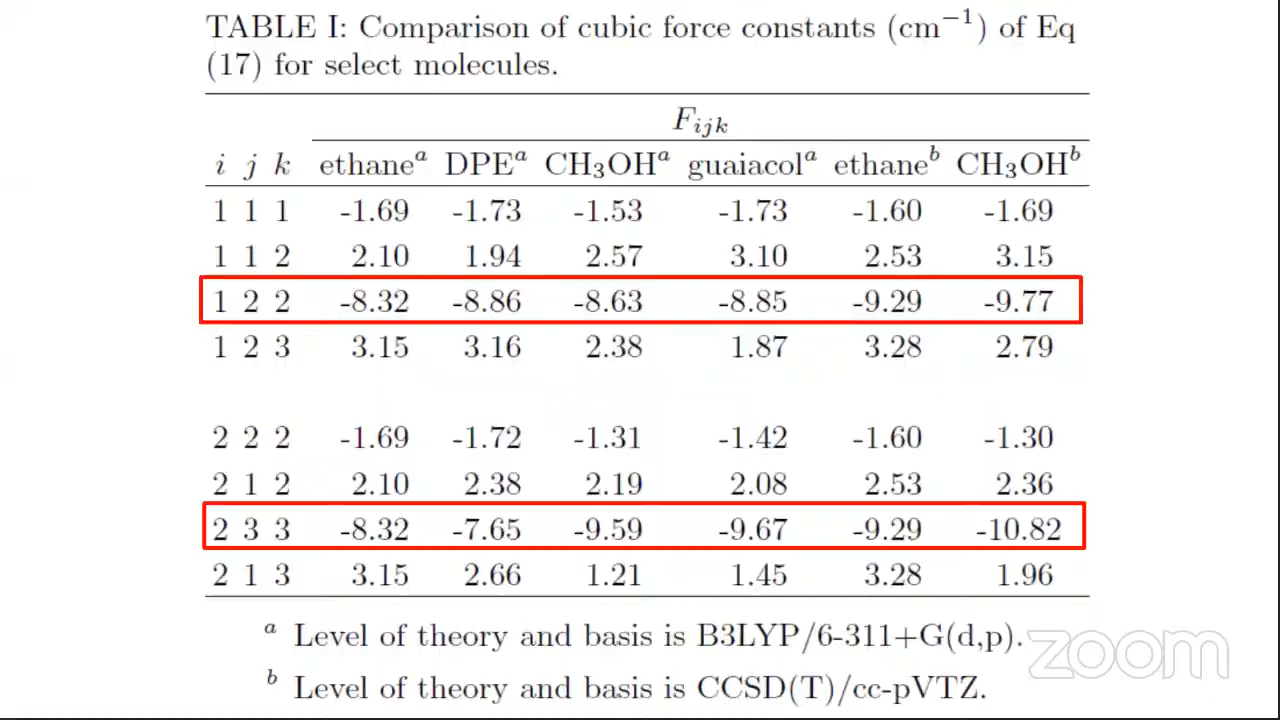 TABLE I: Comparison of cubic force constants (cm⁻¹) of Eq
(17) for select molecules.
Fᵢⱼₖ
i j k ethaneᵃ DPEᵃ CH₃OHᵃ guaiacolᵃ ethaneᵇ CH₃OHᵇ
1 1 1 -1.69 -1.73 -1.53 -1.73 -1.60 -1.69
1 1 2 2.10 1.94 2.57 3.10 2.53 3.15
1 2 2 -8.32 -8.86 -8.63 -8.85 -9.29 -9.77
1 2 3 3.15 3.16 2.38 1.87 3.28 2.79
2 2 2 -1.69 -1.72 -1.31 -1.42 -1.60 -1.30
2 1 2 2.10 2.38 2.19 2.08 2.53 2.36
2 3 3 -8.32 -7.65 -9.59 -9.67 -9.29 -10.82
2 1 3 3.15 2.66 1.21 1.45 3.28 1.96
ᵃ Level of theory and basis is B3LYP/6-311+G(d,p).
ᵇ Level of theory and basis is CCSD(T)/cc-pVTZ.
zoom